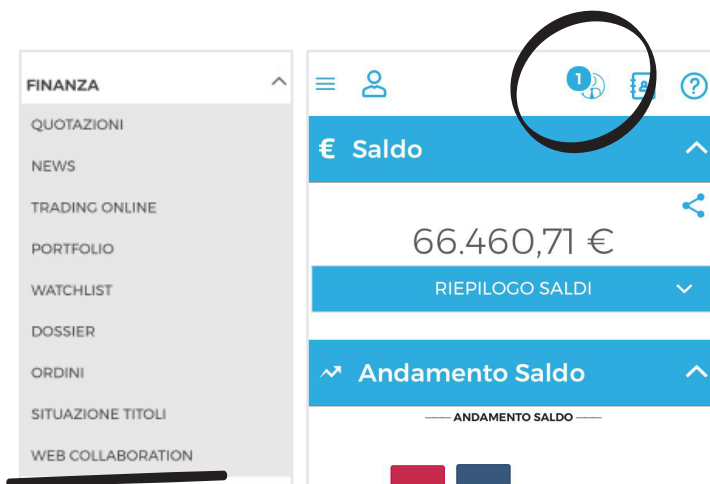 FINANZA
QUOTAZIONI
NEWS
TRADING ONLINE
PORTFOLIO
WATCHLIST
DOSSIER
ORDINI
SITUAZIONE TITOLI
WEB COLLABORATION
1
?
€ Saldo
66.460,71 €
RIEPILOGO SALDI
Andamento Saldo
ANDAMENTO SALDO